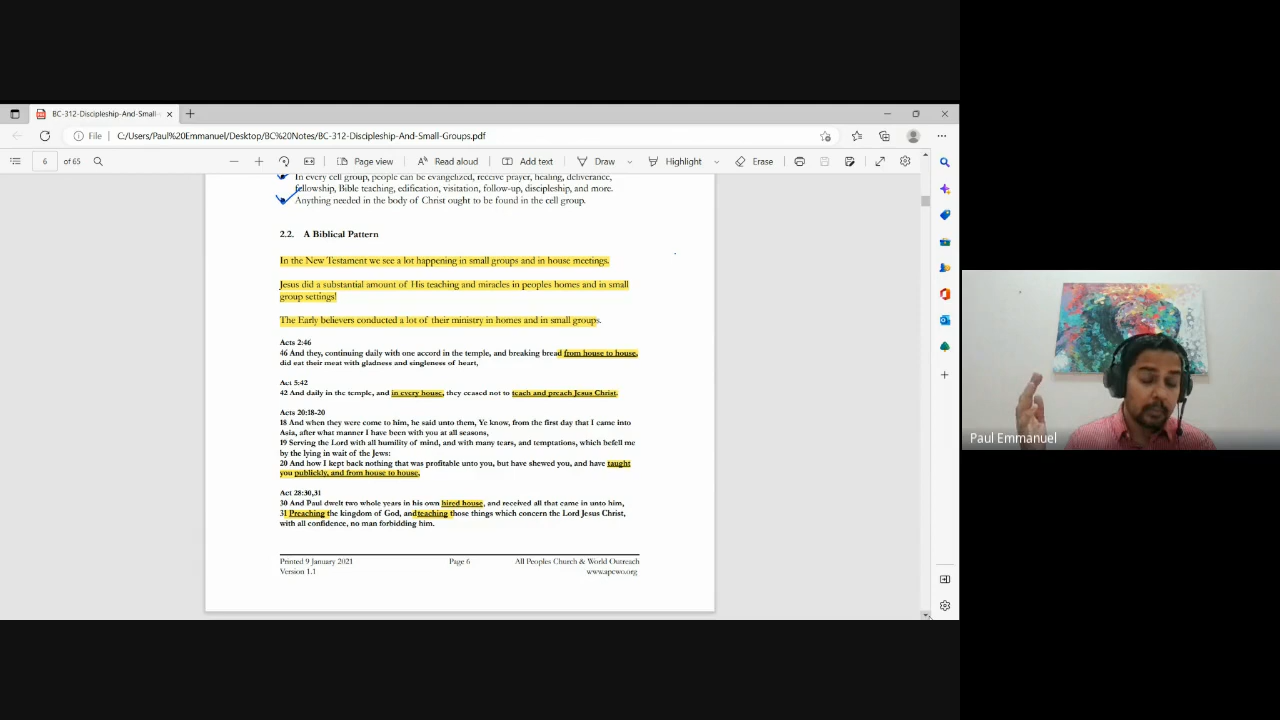 BC-312-Discipleship-And-Small-
File C:/Users/Paul%20Emmanuel/Desktop/BC%20Notes/BC-312-Discipleship-And-Small-Groups.pdf
6 of 65 Page view Read aloud Add text Draw Highlight Erase
In every cell group, people can be evangelized, receive prayer, healing, deliverance,
fellowship, Bible teaching, edification, visitation, follow-up, discipleship, and more.
Anything needed in the body of Christ ought to be found in the cell group.
2.2. A Biblical Pattern
In the New Testament we see a lot happening in small groups and in house meetings.
Jesus did a substantial amount of His teaching and miracles in peoples homes and in small
group settings!
The Early believers conducted a lot of their ministry in homes and in small groups.
Acts 2:46
46 And they, continuing daily with one accord in the temple, and breaking bread from house to house,
did eat their meat with gladness and singleness of heart,
Act 5:42
42 And daily in the temple, and in every house, they ceased not to teach and preach Jesus Christ.
Acts 20:18-20
18 And when they were come to him, he said unto them, Ye know, from the first day that I came into
Asia, after what manner I have been with you at all seasons,
19 Serving the Lord with all humility of mind, and with many tears, and temptations, which befell me
by the lying in wait of the Jews:
20 And how I kept back nothing that was profitable unto you, but have shewed you, and have taught
you publickly, and from house to house,
Act 28:30,31
30 And Paul dwelt two whole years in his own hired house, and received all that came in unto him,
31 Preaching the kingdom of God, and teaching those things which concern the Lord Jesus Christ,
with all confidence, no man forbidding him.
Printed 9 January 2021 Page 6 All Peoples Church & World Outreach
Version 1.1 www.apcwo.org
Paul Emmanuel